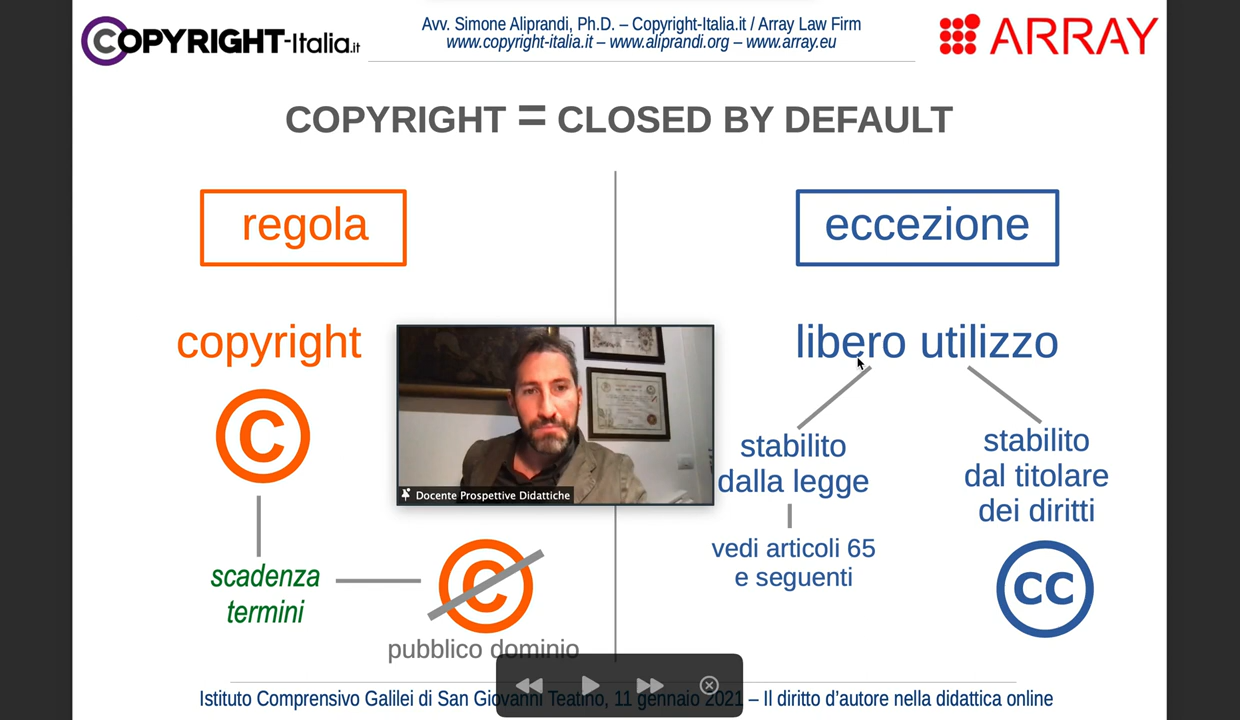 COPYRIGHT-Italia.it
Avv. Simone Aliprandi, Ph.D. – Copyright-Italia.it / Array Law Firm
www.copyright-italia.it – www.aliprandi.org – www.array.eu
ARRAY
COPYRIGHT = CLOSED BY DEFAULT
regola
eccezione
copyright
libero utilizzo
C
stabilito
dalla legge
stabilito
dal titolare
dei diritti
Docente Prospettive Didattiche
vedi articoli 65
e seguenti
scadenza
termini
C
CC
pubblico dominio
Istituto Comprensivo Galilei di San Giovanni Teatino, 11 gennaio 2021 – Il diritto d’autore nella didattica online